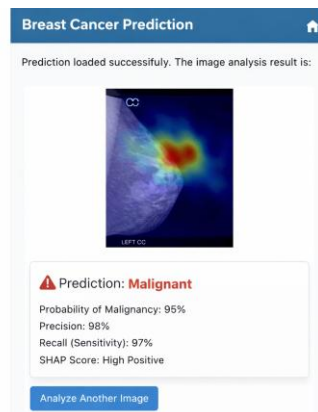 Breast Cancer Prediction
Prediction loaded successfuly. The image analysis result is:
CC
LEFT CC
Prediction: Malignant
Probability of Malignancy: 95%
Precision: 98%
Recall (Sensitivity): 97%
SHAP Score: High Positive
Analyze Another Image